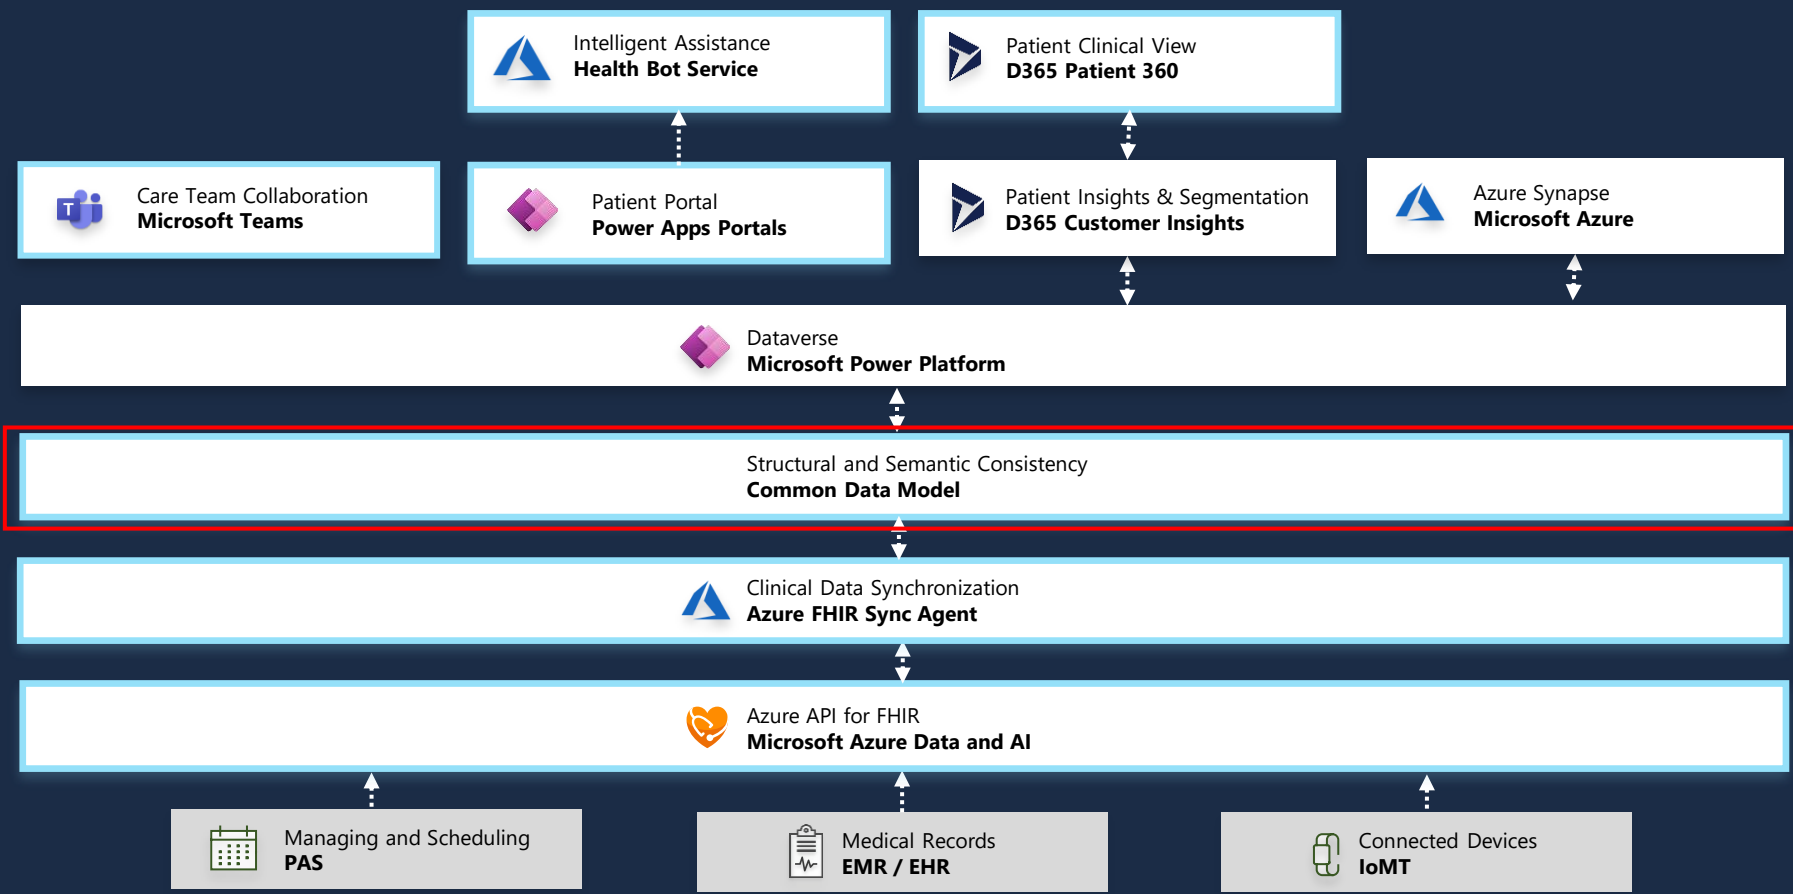 Intelligent Assistance
Health Bot Service
Patient Clinical View
D365 Patient 360
T
Care Team Collaboration
Microsoft Teams
Patient Portal
Power Apps Portals
Patient Insights & Segmentation
D365 Customer Insights
Azure Synapse
Microsoft Azure
Dataverse
Microsoft Power Platform
Structural and Semantic Consistency
Common Data Model
Clinical Data Synchronization
Azure FHIR Sync Agent
Azure API for FHIR
Microsoft Azure Data and AI
Managing and Scheduling
PAS
Medical Records
EMR / EHR
Connected Devices
IoMT